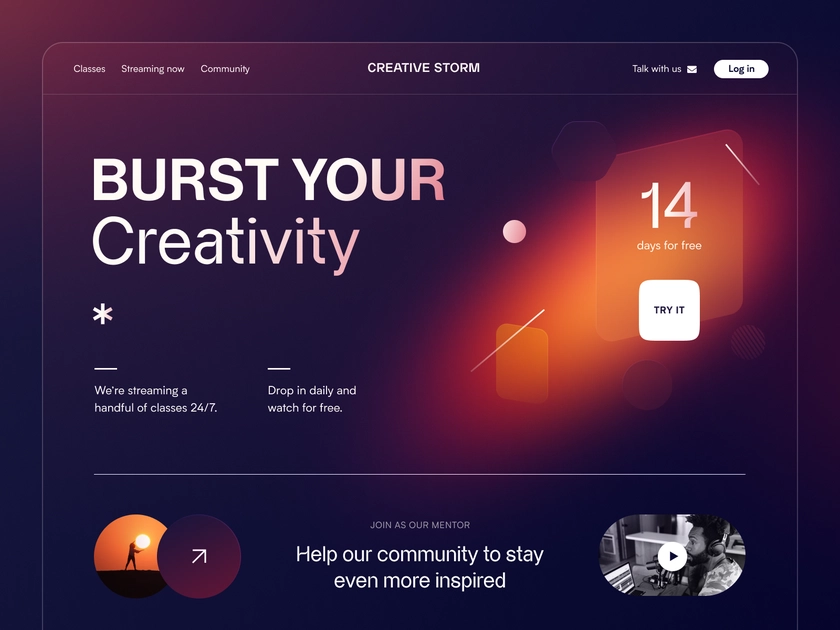 Classes Streaming now Community CREATIVE STORM Talk with us Log in
BURST YOUR
Creativity
*
14
days for free
TRY IT
We're streaming a
handful of classes 24/7.
Drop in daily and
watch for free.
JOIN AS OUR MENTOR
Help our community to stay
even more inspired